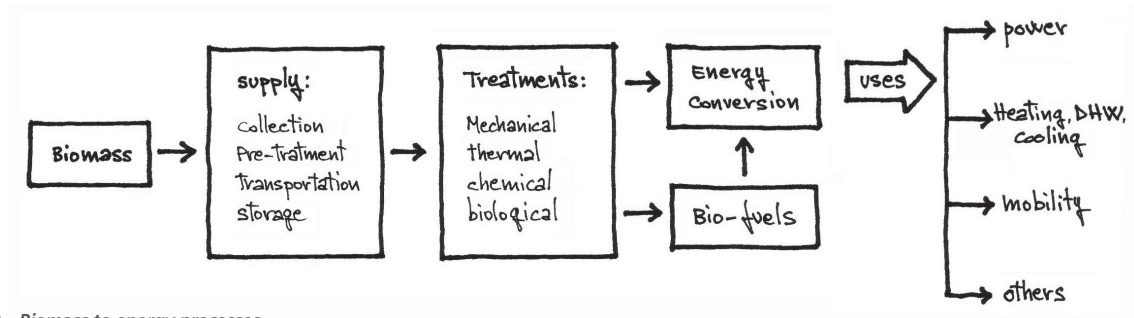 Biomass
supply:
collection
Pre-tratment
Transportation
storage
Treatments:
Mechanical
thermal
chemical
biological
Energy
Conversion
Bio-fuels
uses
power
Heating, DHW,
cooling
mobility
others